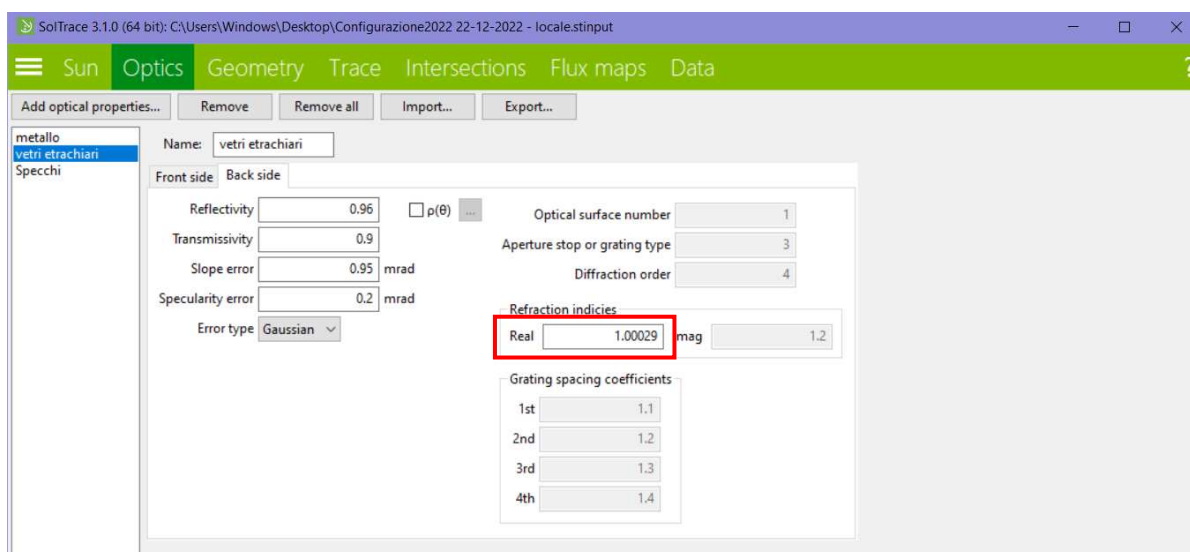 SolTrace 3.1.0 (64 bit): C:\Users\Windows\Desktop\Configurazione2022 22-12-2022 - locale.stinput
Sun Optics Geometry Trace Intersections Flux maps Data ?
Add optical properties... Remove Remove all Import... Export...
metallo
vetri etrachiari
Specchi
Name: vetri etrachiari
Front side Back side
Reflectivity 0.96 ρ(θ) ...
Transmissivity 0.9
Slope error 0.95 mrad
Specularity error 0.2 mrad
Error type Gaussian
Optical surface number 1
Aperture stop or grating type 3
Diffraction order 4
Refraction indicies
Real 1.00029 mag 1.2
Grating spacing coefficients
1st 1.1
2nd 1.2
3rd 1.3
4th 1.4